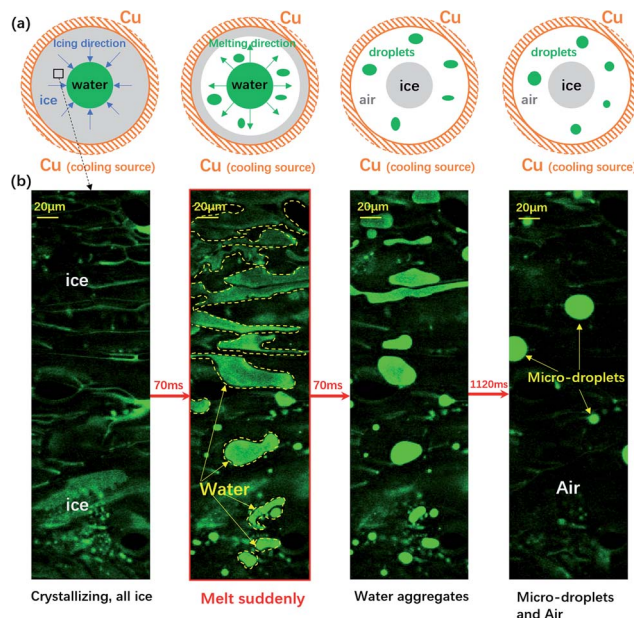 (a)
Cu
Icing direction
water
ice
Cu (cooling source)
Cu
Melting direction
water
Cu (cooling source)
Cu
droplets
ice
air
Cu (cooling source)
Cu
droplets
ice
air
Cu (cooling source)
(b)
20μm
ice
ice
Crystallizing, all ice
70ms
20μm
Water
Melt suddenly
70ms
20μm
Water aggregates
1120ms
20μm
Micro-droplets
Air
Micro-droplets
and Air